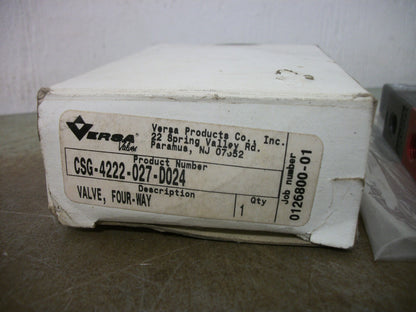 VERSA
Valves
Versa Products Co., Inc.
22 Spring Valley Rd.
Paramus, NJ 07652
Product Number
CSG-4222-027-D024
Description
VALVE, FOUR-WAY
Qty
1
Job number
0126800-01